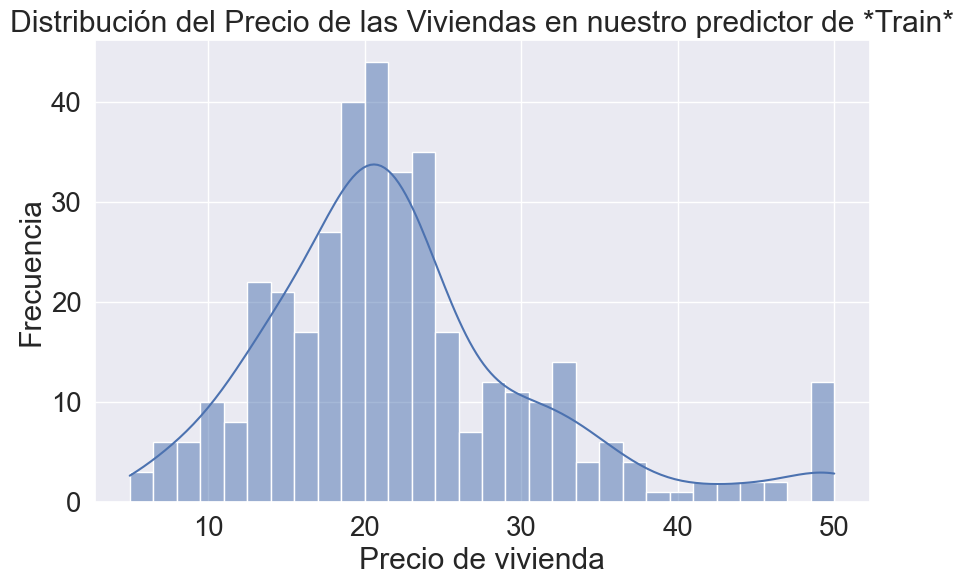 Distribución del Precio de las Viviendas en nuestro predictor de *Train*
40
30
20
10
0
Frecuencia
10 20 30 40 50
Precio de vivienda